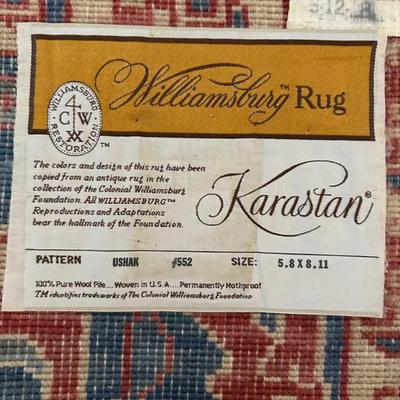 Williamsburg™ Rug
WILLIAMSBURG
CWXX
RESTORATION
TM
The colors and design of this rug have been
copied from an antique rug in the
collection of the Colonial Williamsburg
Foundation. All WILLIAMSBURG™
Reproductions and Adaptations
bear the hallmark of the Foundation.
Karastan®
PATTERN USHAK #552 SIZE: 5.8 X 8.11
100% Pure Wool Pile... Woven in U.S.A.... Permanently Mothproof
TM identifies trademarks of The Colonial Williamsburg Foundation